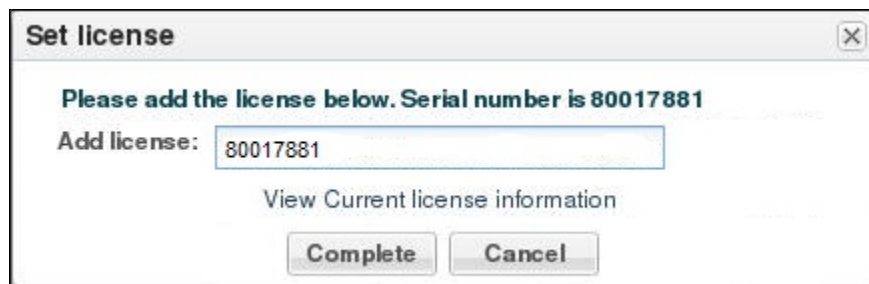 Set license
Please add the license below. Serial number is 80017881
Add license: 80017881
View Current license information
Complete Cancel